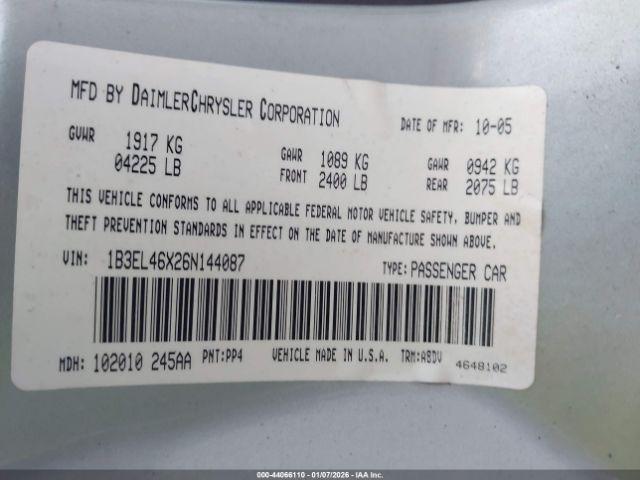 MFD BY DAIMLERCHRYSLER CORPORATION
DATE OF MFR: 10-05
GVWR 1917 KG 04225 LB
GAWR FRONT 1089 KG 2400 LB
GAWR REAR 0942 KG 2075 LB
THIS VEHICLE CONFORMS TO ALL APPLICABLE FEDERAL MOTOR VEHICLE SAFETY, BUMPER AND
THEFT PREVENTION STANDARDS IN EFFECT ON THE DATE OF MANUFACTURE SHOWN ABOVE.
VIN: 1B3EL46X26N144087 TYPE: PASSENGER CAR
MDH: 102010 245AA PNT:PP4 VEHICLE MADE IN U.S.A. TRM:A8DV 4648102
000-44066110 - 01/07/2026 - IAA Inc.